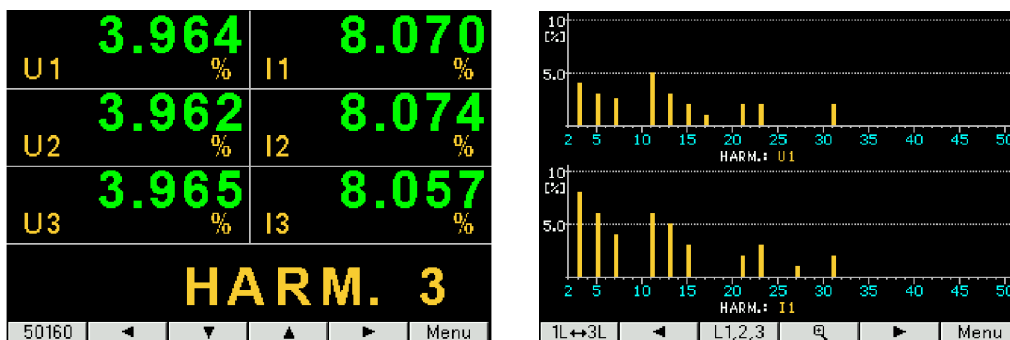 3.964 8.070
U1 % I1 %
3.962 8.074
U2 % I2 %
3.965 8.057
U3 % I3 %
HARM. 3
50160 ◄ ▼ ▲ ► Menu
10
[%]
5.0
2 5 10 15 20 25 30 35 40 45 50
HARM.: U1
10
[%]
5.0
2 5 10 15 20 25 30 35 40 45 50
HARM.: I1
1L↔3L ◄ L1,2,3 ► Menu